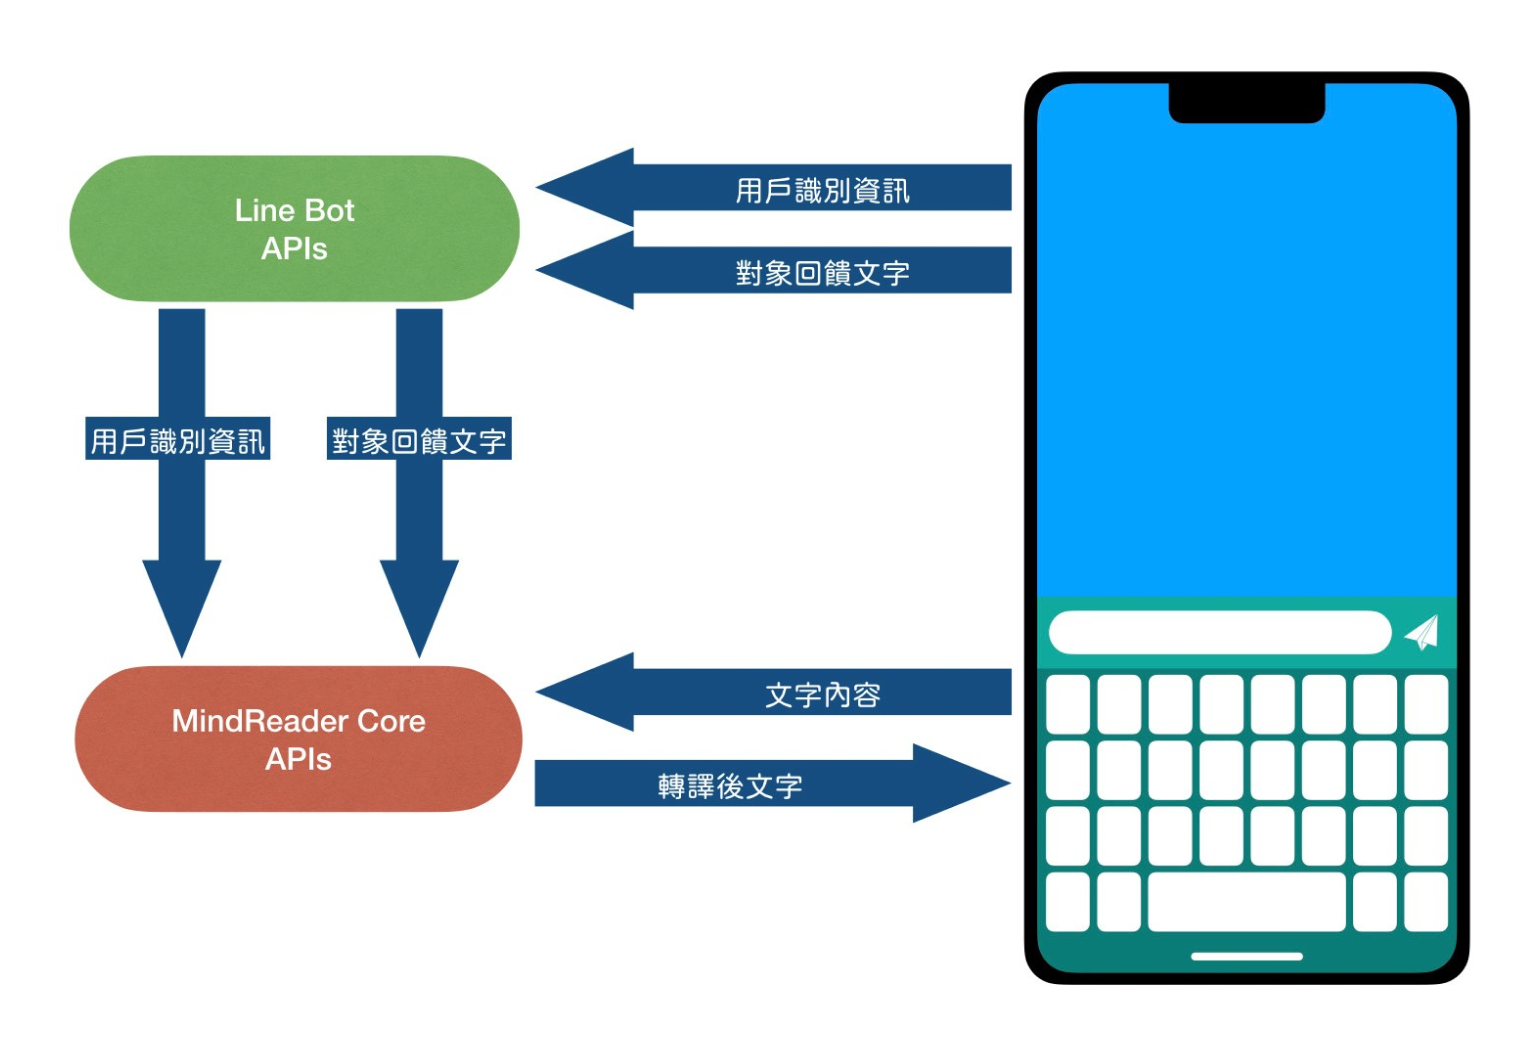 Line Bot
APIs
用戶識別資訊
對象回饋文字
用戶識別資訊
對象回饋文字
MindReader Core
APIs
文字內容
轉譯後文字